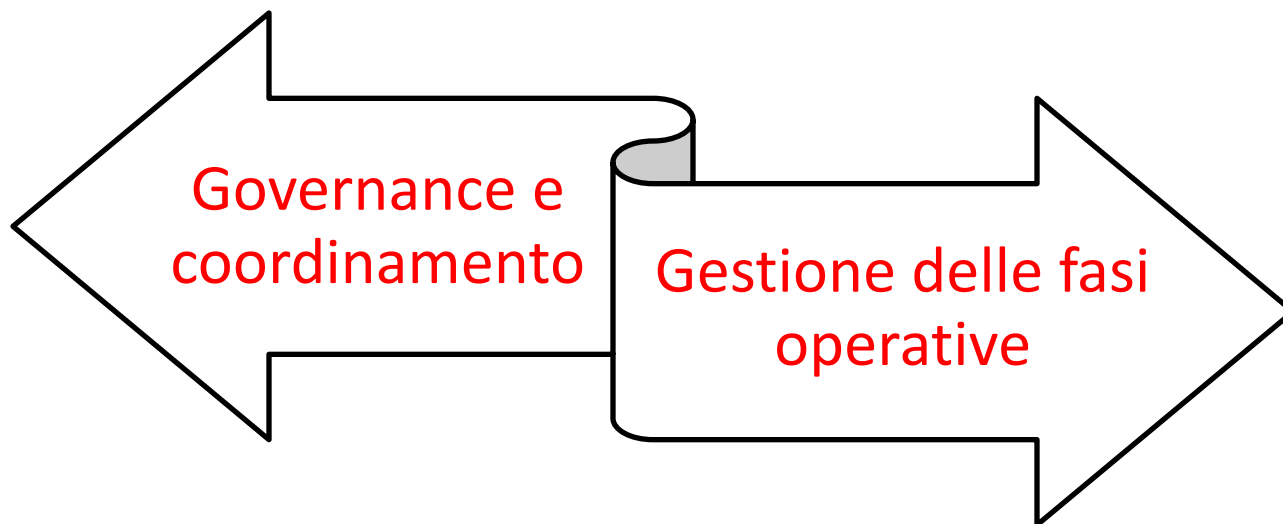 Governance e
coordinamento
Gestione delle fasi
operative